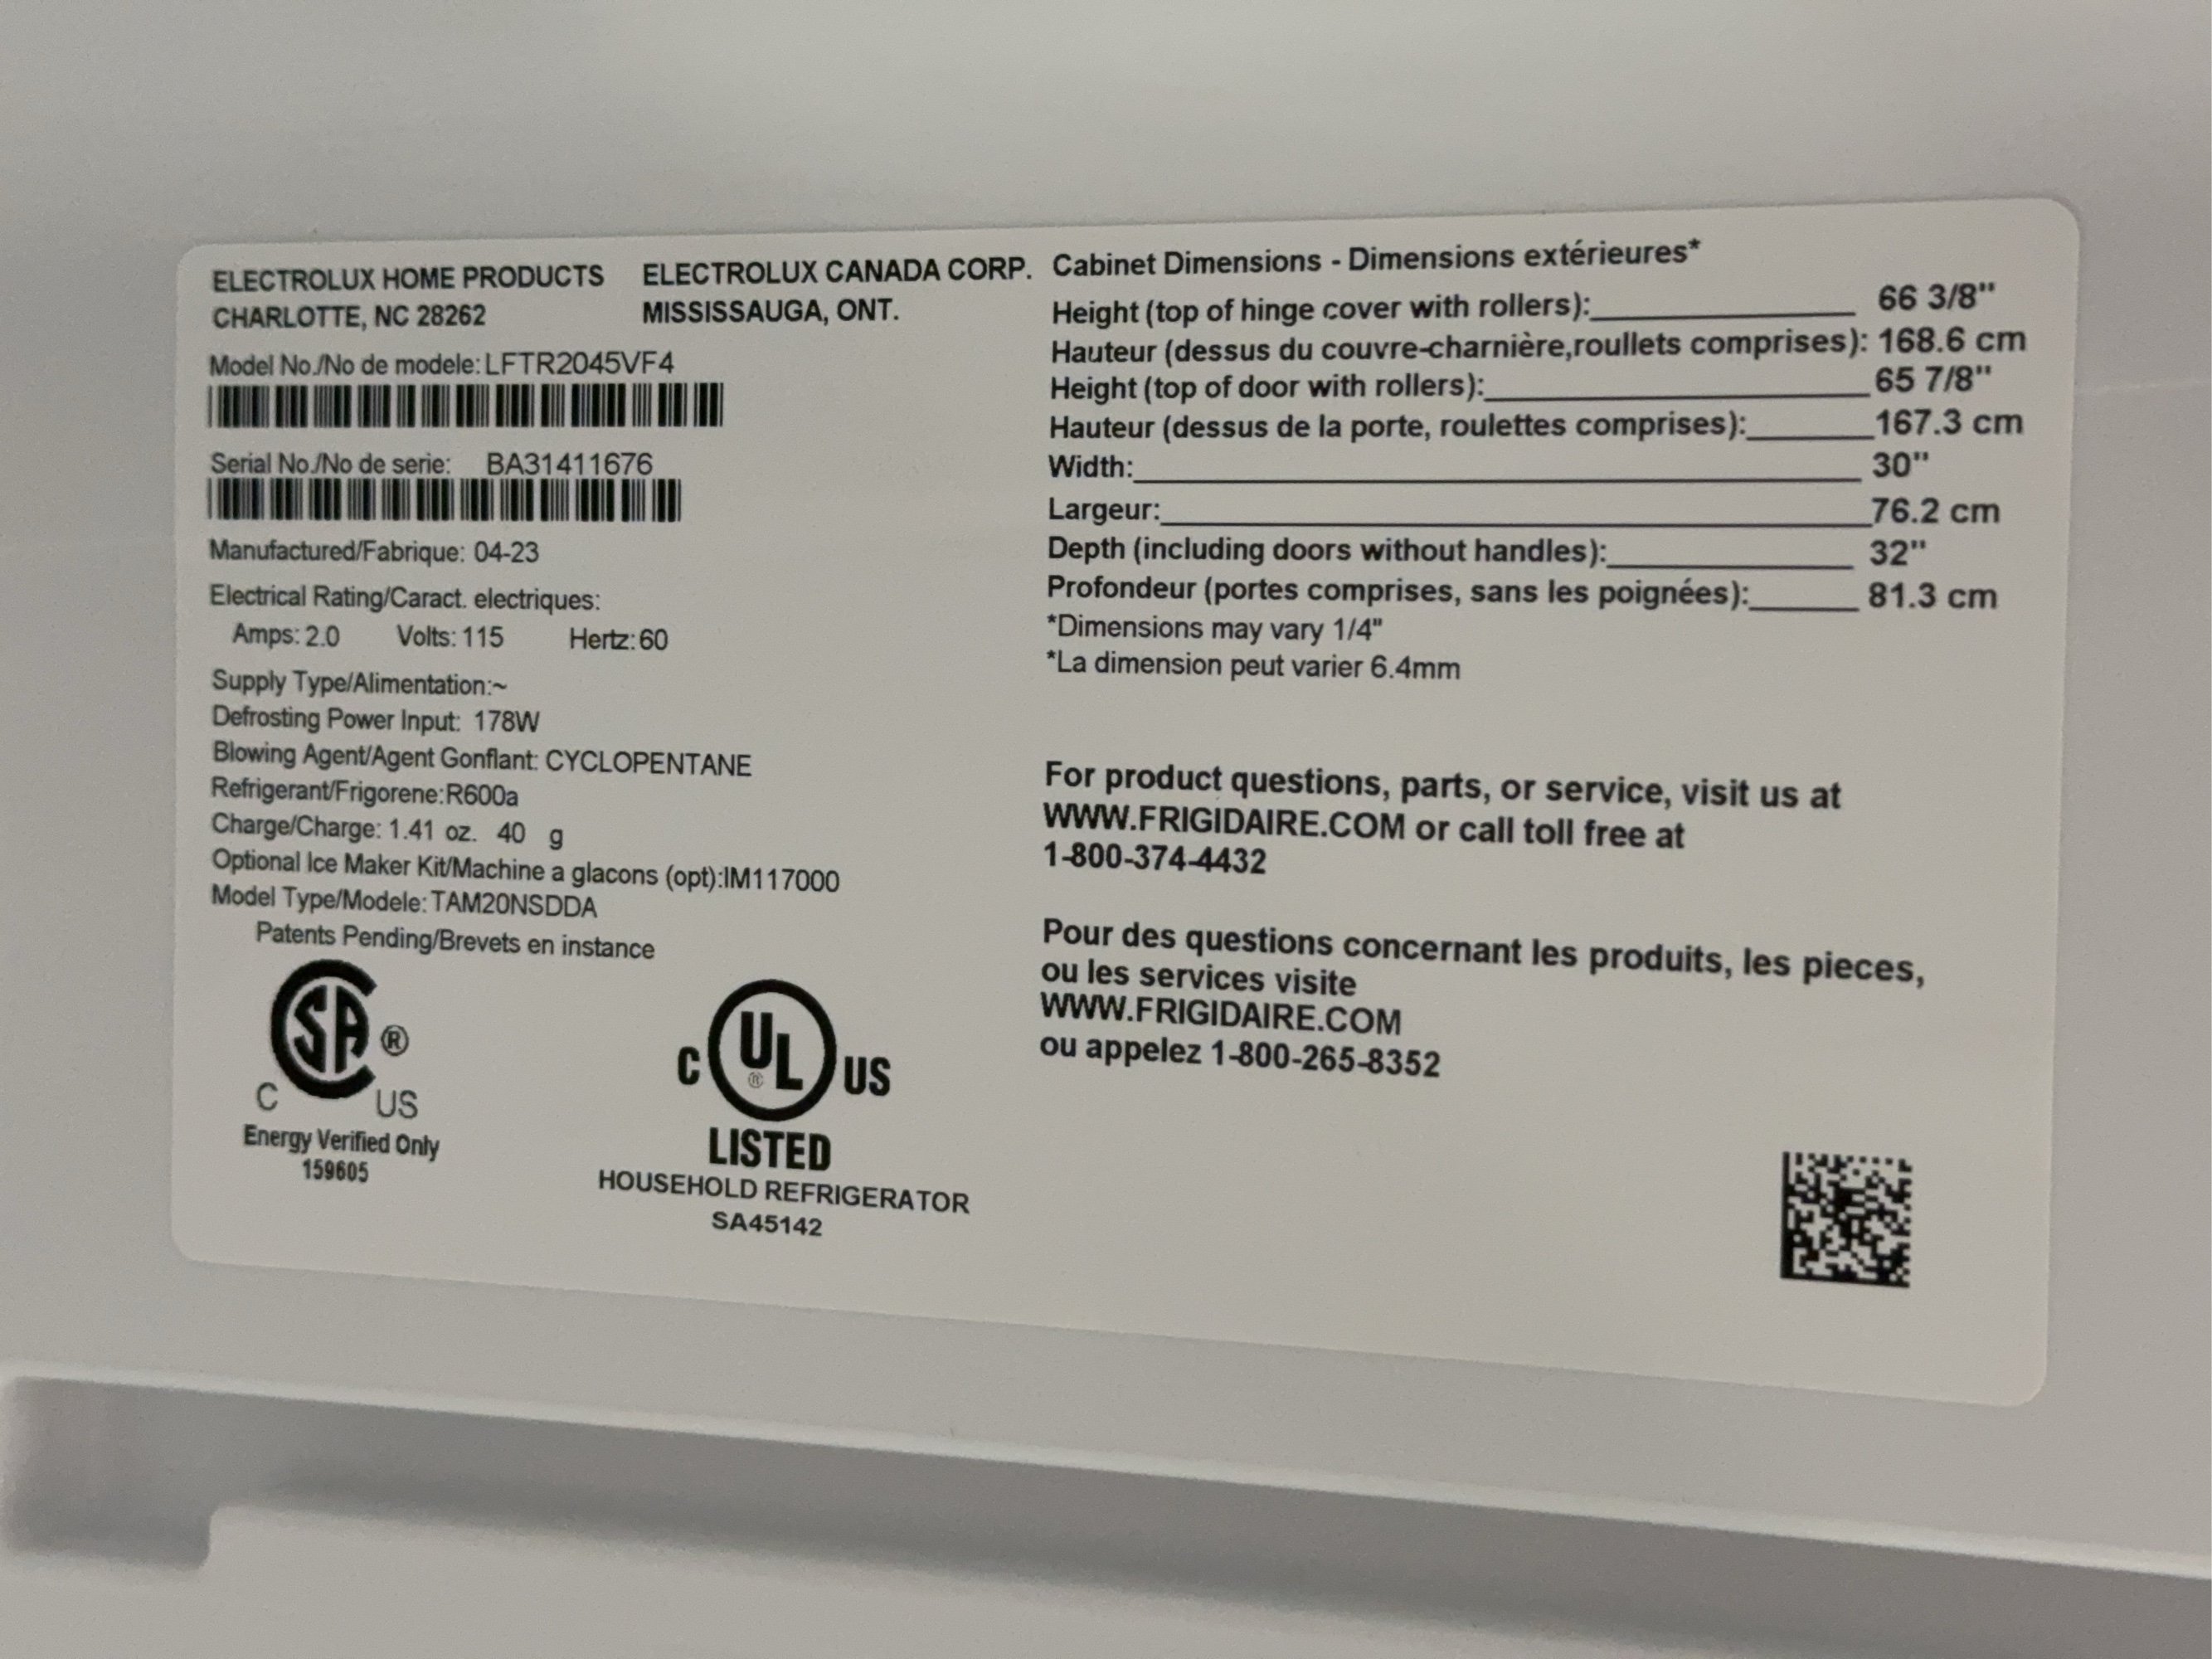 ELECTROLUX HOME PRODUCTS
CHARLOTTE, NC 28262
ELECTROLUX CANADA CORP.
MISSISSAUGA, ONT.
Model No./No de modele: LFTR2045VF4
Serial No./No de serie: BA31411676
Manufactured/Fabrique: 04-23
Electrical Rating/Caract. electriques:
Amps: 2.0 Volts: 115 Hertz: 60
Supply Type/Alimentation:~
Defrosting Power Input: 178W
Blowing Agent/Agent Gonflant: CYCLOPENTANE
Refrigerant/Frigorene: R600a
Charge/Charge: 1.41 oz. 40 g
Optional Ice Maker Kit/Machine a glacons (opt):IM117000
Model Type/Modele: TAM20NSDDA
Patents Pending/Brevets en instance
SA ®
C US
Energy Verified Only
159605
C UL ® US
LISTED
HOUSEHOLD REFRIGERATOR
SA45142
Cabinet Dimensions - Dimensions extérieures*
Height (top of hinge cover with rollers): 66 3/8"
Hauteur (dessus du couvre-charnière,roullets comprises): 168.6 cm
Height (top of door with rollers): 65 7/8"
Hauteur (dessus de la porte, roulettes comprises): 167.3 cm
Width: 30"
Largeur: 76.2 cm
Depth (including doors without handles): 32"
Profondeur (portes comprises, sans les poignées): 81.3 cm
*Dimensions may vary 1/4"
*La dimension peut varier 6.4mm
For product questions, parts, or service, visit us at
WWW.FRIGIDAIRE.COM or call toll free at
1-800-374-4432
Pour des questions concernant les produits, les pieces,
ou les services visite
WWW.FRIGIDAIRE.COM
ou appelez 1-800-265-8352